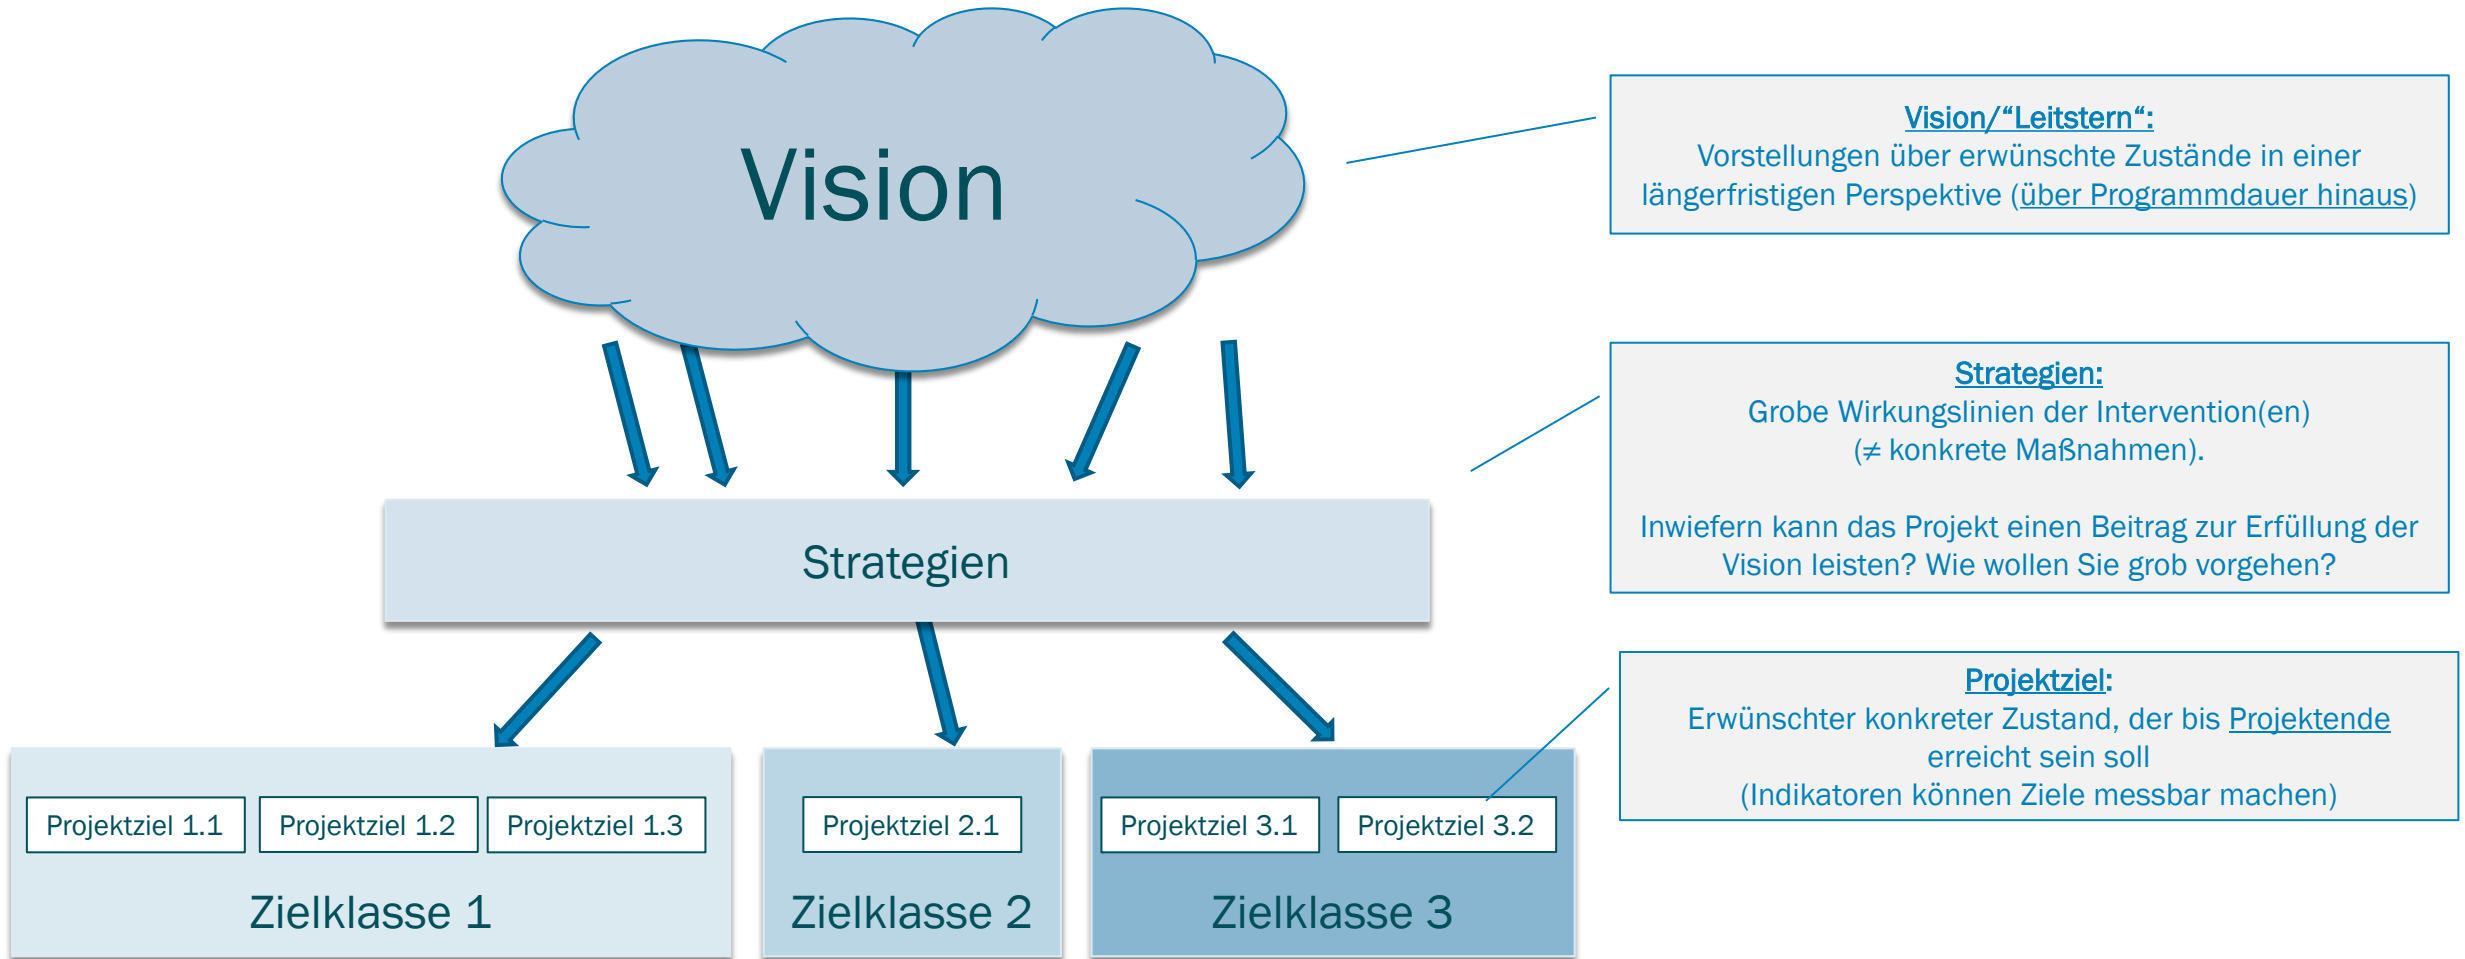 Vision
Vision/“Leitstern“:
Vorstellungen über erwünschte Zustände in einer
längerfristigen Perspektive (über Programmdauer hinaus)
Strategien
Strategien:
Grobe Wirkungslinien der Intervention(en)
(≠ konkrete Maßnahmen).
Inwiefern kann das Projekt einen Beitrag zur Erfüllung der
Vision leisten? Wie wollen Sie grob vorgehen?
Projektziel:
Erwünschter konkreter Zustand, der bis Projektende
erreicht sein soll
(Indikatoren können Ziele messbar machen)
Projektziel 1.1
Projektziel 1.2
Projektziel 1.3
Zielklasse 1
Projektziel 2.1
Zielklasse 2
Projektziel 3.1
Projektziel 3.2
Zielklasse 3